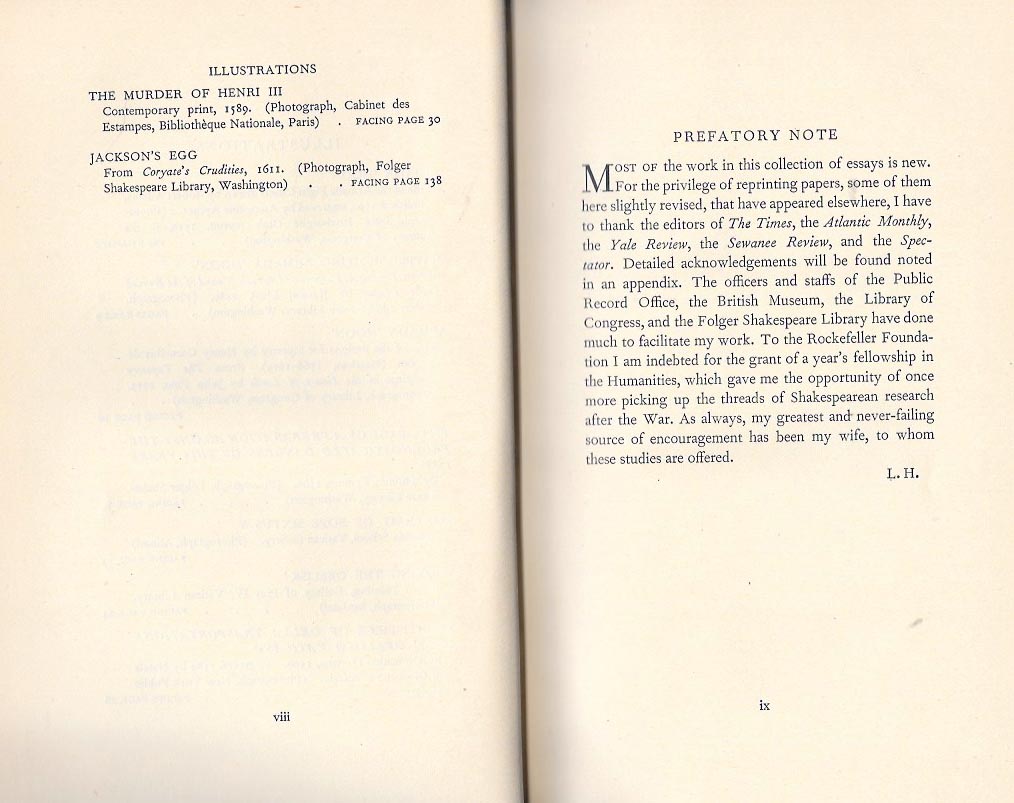 ILLUSTRATIONS
THE MURDER OF HENRI III
Contemporary print, 1589. (Photograph, Cabinet des
Estampes, Bibliothèque Nationale, Paris) . FACING PAGE 30
JACKSON'S EGG
From Coryate's Crudities, 1611. (Photograph, Folger
Shakespeare Library, Washington) . . FACING PAGE 138
viii
PREFATORY NOTE
MOST OF the work in this collection of essays is new.
For the privilege of reprinting papers, some of them
here slightly revised, that have appeared elsewhere, I have
to thank the editors of The Times, the Atlantic Monthly,
the Yale Review, the Sewanee Review, and the Spec-
tator. Detailed acknowledgements will be found noted
in an appendix. The officers and staffs of the Public
Record Office, the British Museum, the Library of
Congress, and the Folger Shakespeare Library have done
much to facilitate my work. To the Rockefeller Founda-
tion I am indebted for the grant of a year's fellowship in
the Humanities, which gave me the opportunity of once
more picking up the threads of Shakespearean research
after the War. As always, my greatest and never-failing
source of encouragement has been my wife, to whom
these studies are offered.
L. H.
ix